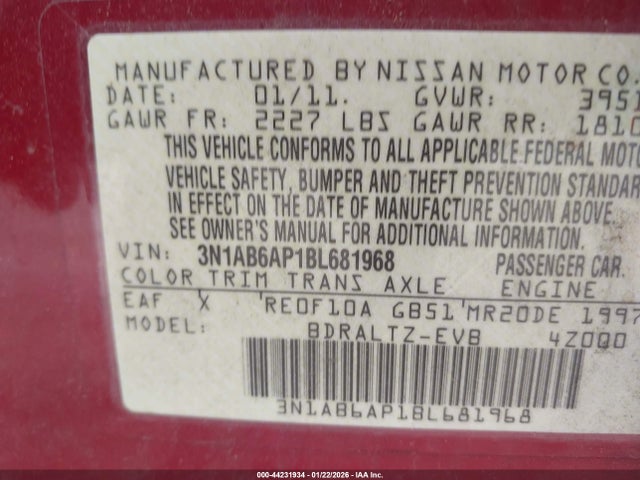 MANUFACTURED BY NISSAN MOTOR CO.
DATE: 01/11. GVWR: 3951
GAWR FR: 2227 LBS GAWR RR: 1810
THIS VEHICLE CONFORMS TO ALL APPLICABLE FEDERAL MOTO
VEHICLE SAFETY, BUMPER AND THEFT PREVENTION STANDAR
IN EFFECT ON THE DATE OF MANUFACTURE SHOWN ABOVE.
SEE OWNER'S MANUAL FOR MORE INFORMATION.
VIN: 3N1AB6AP1BL681968 PASSENGER CAR.
COLOR TRIM TRANS AXLE ENGINE
EAF X 'RE0F10A GB51'MR20DE 1997
MODEL: BDRALTZ-EVB 4Z000
3N1AB6AP1BL681968
000-44231934 | 01/22/2026 - COPYRIGHT IAA, INC.